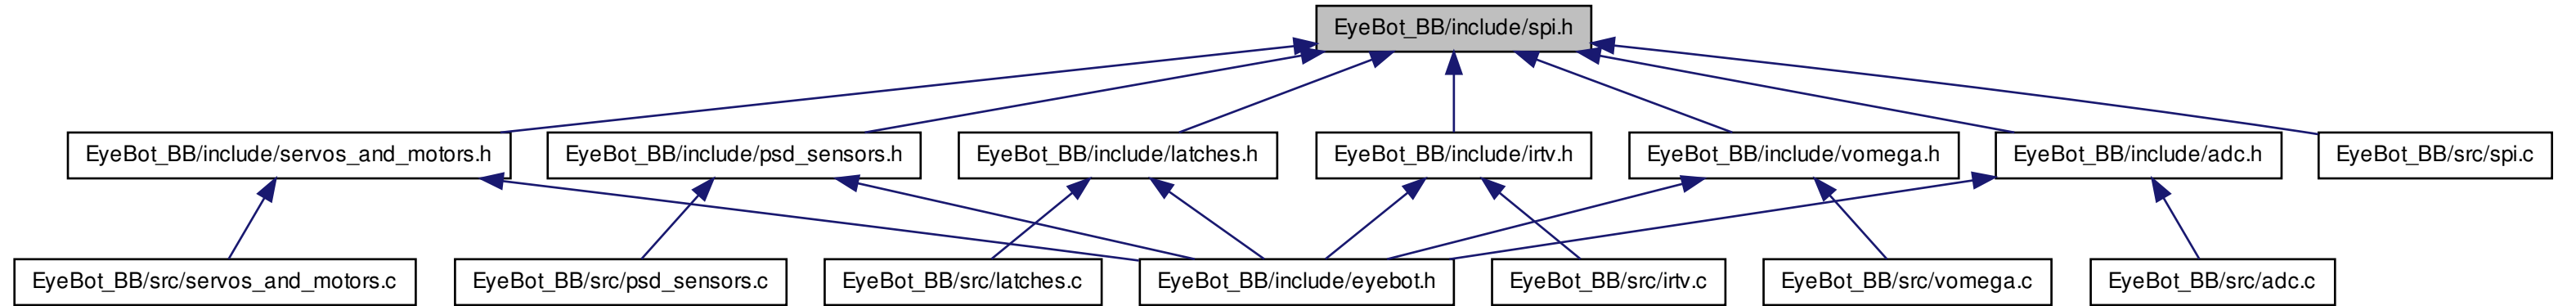 EyeBot_BB/include/spi.h
EyeBot_BB/include/servos_and_motors.h
EyeBot_BB/include/psd_sensors.h
EyeBot_BB/include/latches.h
EyeBot_BB/include/irtv.h
EyeBot_BB/include/vomega.h
EyeBot_BB/include/adc.h
EyeBot_BB/src/spi.c
EyeBot_BB/src/servos_and_motors.c
EyeBot_BB/src/psd_sensors.c
EyeBot_BB/src/latches.c
EyeBot_BB/include/eyebot.h
EyeBot_BB/src/irtv.c
EyeBot_BB/src/vomega.c
EyeBot_BB/src/adc.c